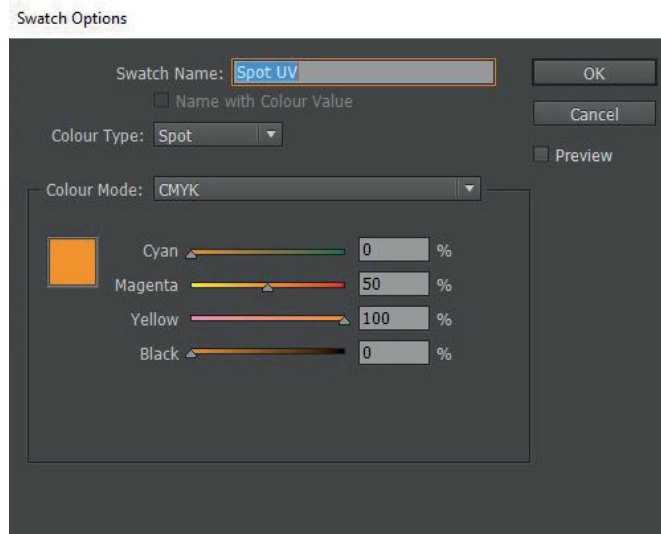 Swatch Options
Swatch Name: Spot UV
OK
Name with Colour Value
Cancel
Colour Type: Spot
Preview
Colour Mode: CMYK
Cyan 0 %
Magenta 50 %
Yellow 100 %
Black 0 %